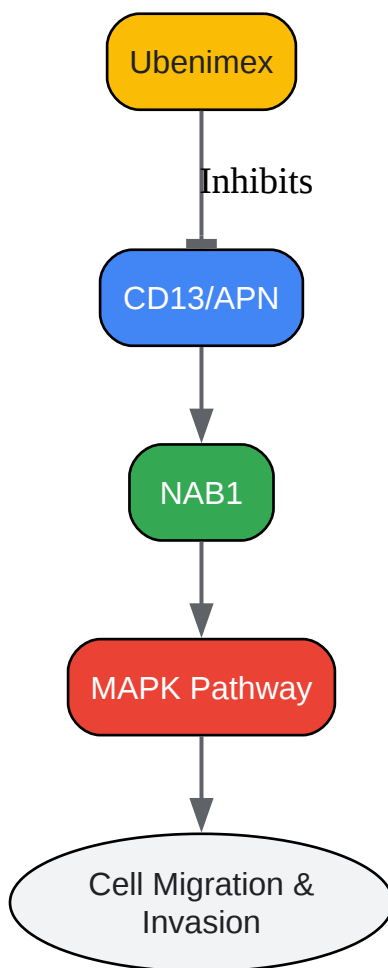 Ubenimex
Inhibits
CD13/APN
NAB1
MAPK Pathway
Cell Migration &
Invasion